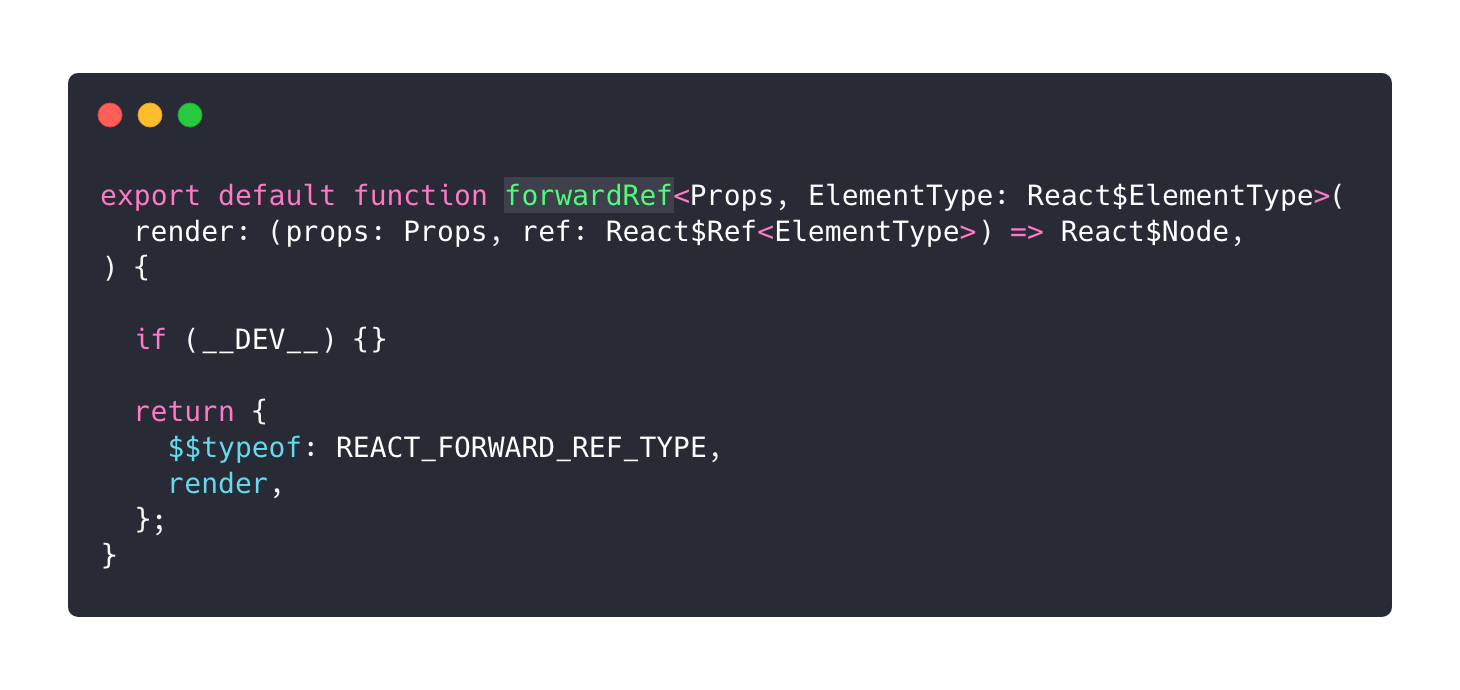 export default function forwardRef<Props, ElementType: React$ElementType>(
  render: (props: Props, ref: React$Ref<ElementType>) => React$Node,
) {
  if (__DEV__) {}
  return {
    $$typeof: REACT_FORWARD_REF_TYPE,
    render,
  };
}